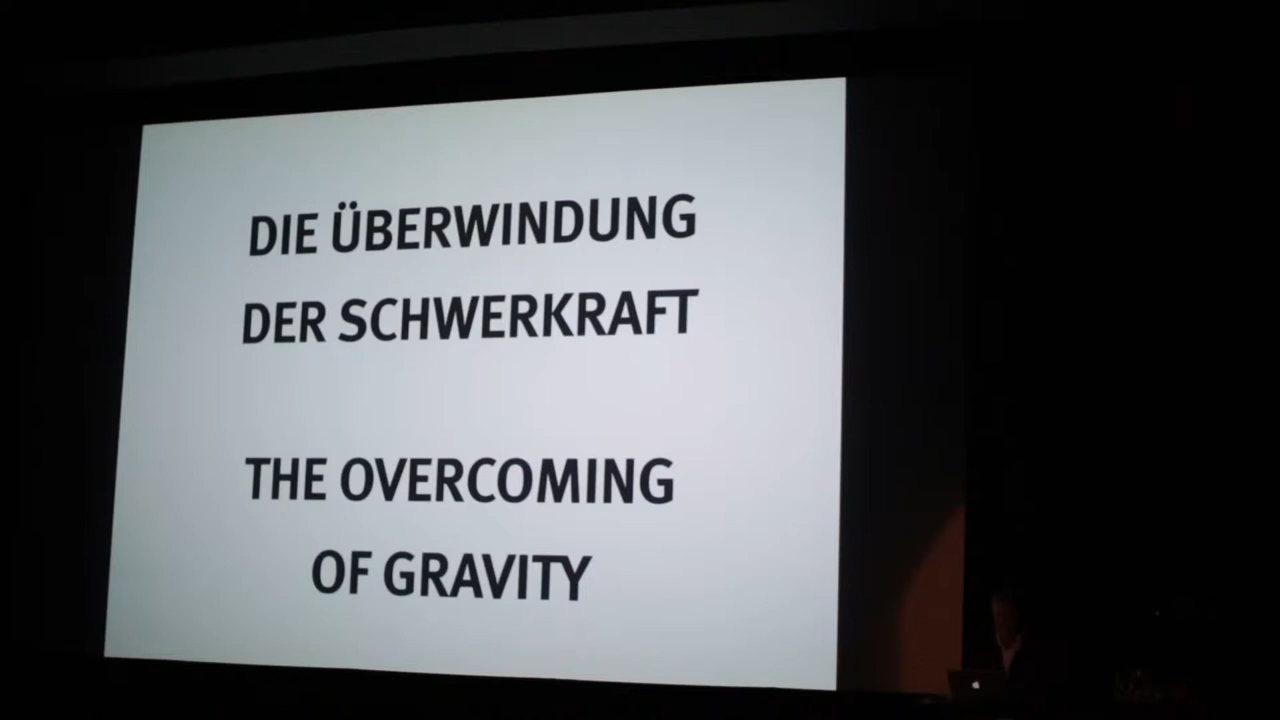 DIE ÜBERWINDUNG
DER SCHWERKRAFT
THE OVERCOMING
OF GRAVITY